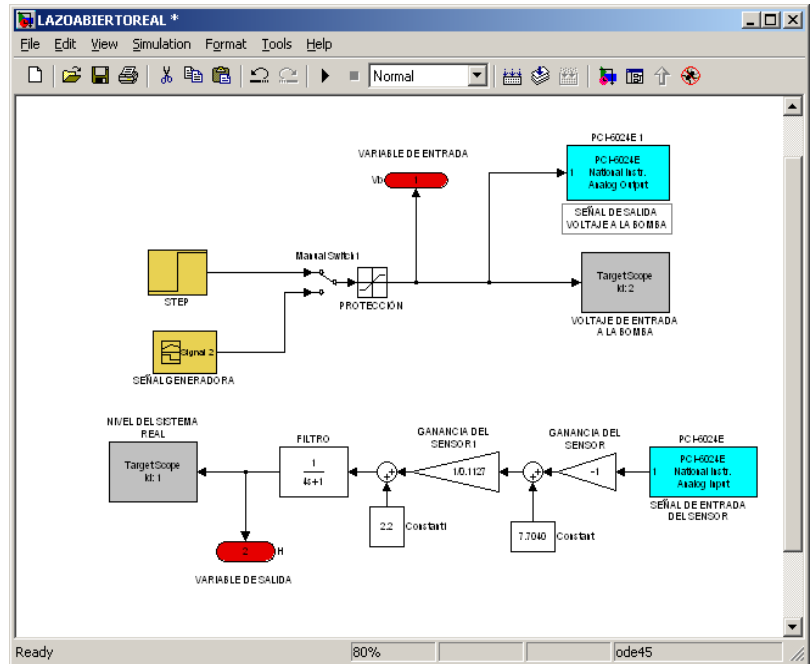 LAZOABIERTOREAL *
File Edit View Simulation Format Tools Help
Normal
PCI-6024E 1
PCI-6024E
National Instr.
Analog Output
1
SEÑAL DE SALIDA
VOLTAJE A LA BOMBA
VARIABLE DE ENTRADA
Vb
1
Manual Switch1
STEP
PROTECCIÓN
Target Scope
Id: 2
VOLTAJE DE ENTRADA
A LA BOMBA
Signal 2
SEÑAL GENERADORA
NIVEL DEL SISTEMA
REAL
Target Scope
Id: 1
FILTRO
1
4s+1
GANANCIA DEL
SENSOR1
1/0.1127
GANANCIA DEL
SENSOR
-1
PCI-6024E
PCI-6024E
National Instr.
Analog Input
1
SEÑAL DE ENTRADA
DEL SENSOR
2.2
Constant1
7.7040
Constant
2
H
VARIABLE DE SALIDA
Ready
80%
ode45